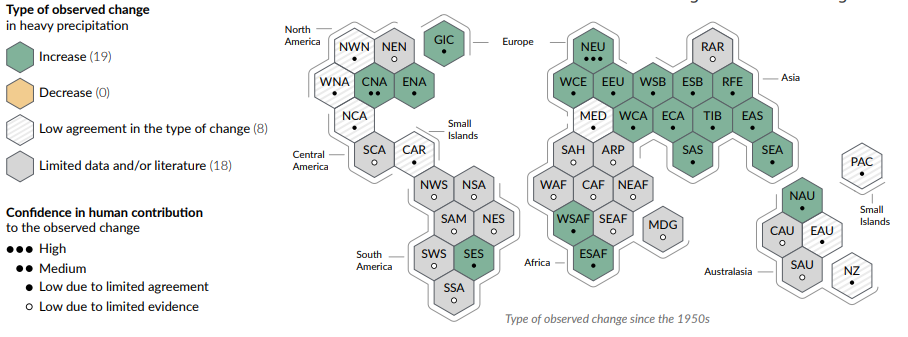 Type of observed change
in heavy precipitation
Increase (19)
Decrease (0)
Low agreement in the type of change (8)
Limited data and/or literature (18)
Confidence in human contribution
to the observed change
High
Medium
Low due to limited agreement
Low due to limited evidence
North
America
NWN
NEN
GIC
Europe
NEU
RAR
WNA
CNA
ENA
WCE
EEU
WSB
ESB
RFE
Asia
NCA
MED
WCA
ECA
TIB
EAS
Small
Islands
Central
America
SCA
CAR
SAH
ARP
SAS
SEA
PAC
NWS
NSA
WAF
CAF
NEAF
NAU
Small
Islands
SAM
NES
WSAF
SEAF
MDG
CAU
EAU
South
America
SWS
SES
Africa
ESAF
Australasia
SAU
NZ
SSA
Type of observed change since the 1950s